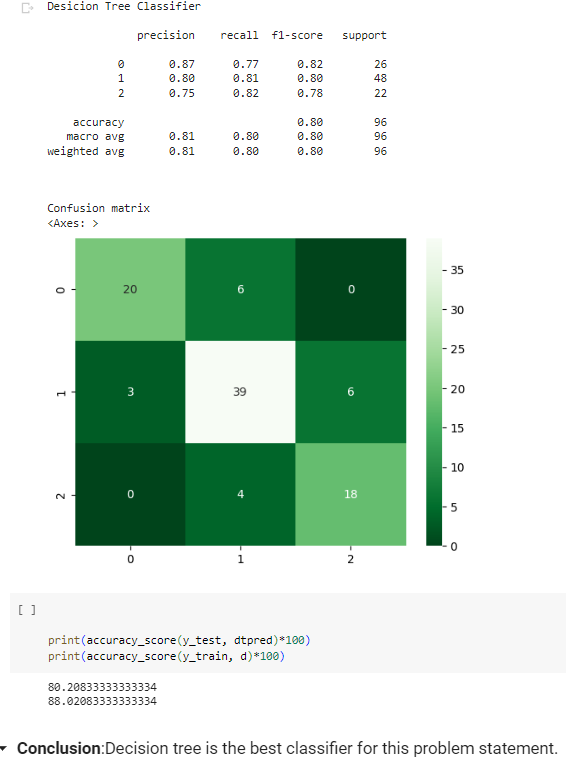 Desicion Tree Classifier
precision recall f1-score support
0 0.87 0.77 0.82 26
1 0.80 0.81 0.80 48
2 0.75 0.82 0.78 22
accuracy 0.80 96
macro avg 0.81 0.80 0.80 96
weighted avg 0.81 0.80 0.80 96
Confusion matrix
<Axes: >
0 20 6 0
1 3 39 6
2 0 4 18
0 1 2
35
30
25
20
15
10
5
0
[ ]
print(accuracy_score(y_test, dtpred)*100)
print(accuracy_score(y_train, d)*100)
80.20833333333334
88.02083333333334
Conclusion:Decision tree is the best classifier for this problem statement.